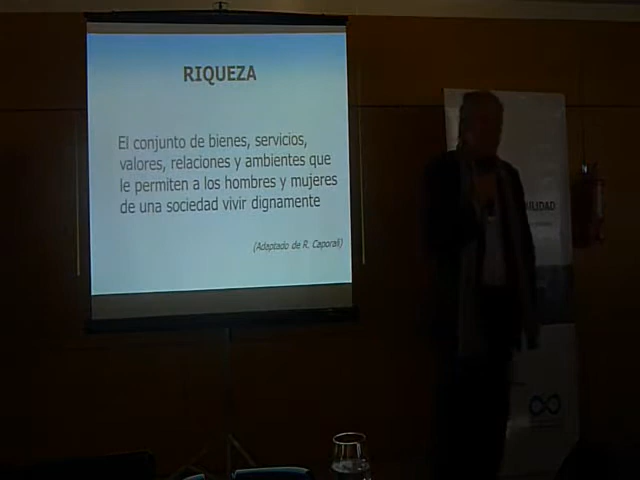 RIQUEZA
El conjunto de bienes, servicios,
valores, relaciones y ambientes que
le permiten a los hombres y mujeres
de una sociedad vivir dignamente
(Adaptado de R. Caporali)